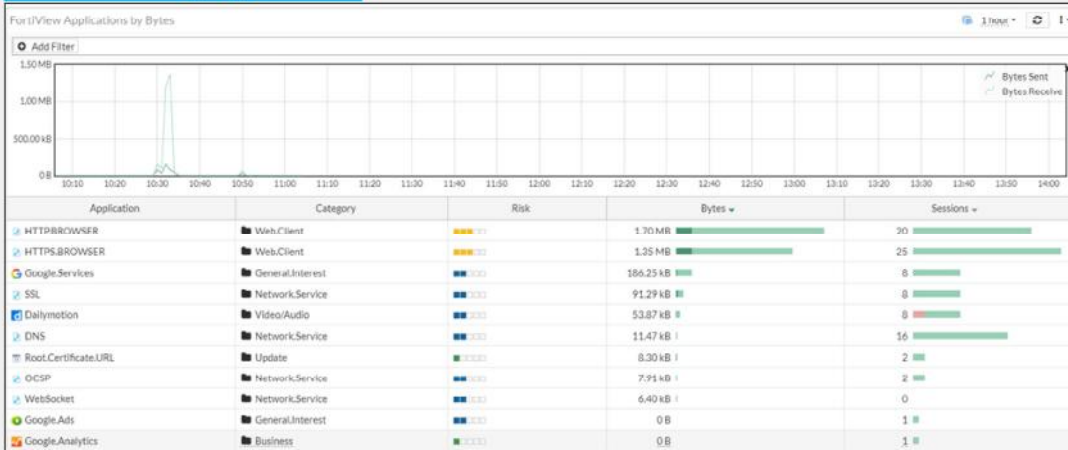 FortiView Applications by Bytes 1 hour
Add Filter
1.50 MB
Bytes Sent
Bytes Receive
1.00 MB
500.00 kB
0 B
10:10 10:20 10:30 10:40 10:50 11:00 11:10 11:20 11:30 11:40 11:50 12:00 12:10 12:20 12:30 12:40 12:50 13:00 13:10 13:20 13:30 13:40 13:50 14:00
Application Category Risk Bytes Sessions
HTTP.BROWSER Web.Client 1.70 MB 20
HTTPS.BROWSER Web.Client 1.25 MB 25
Google.Services General.Interest 186.25 kB 8
SSL Network.Service 91.29 kB 8
Dailymotion Video/Audio 53.87 kB 8
DNS Network.Service 11.47 kB 16
Root.Certificate.URL Update 8.30 kB 2
OCSP Network.Service 7.91 kB 2
WebSocket Network.Service 6.40 kB 0
Google.Ads General.Interest 0 B 1
Google.Analytics Business 0 B 1